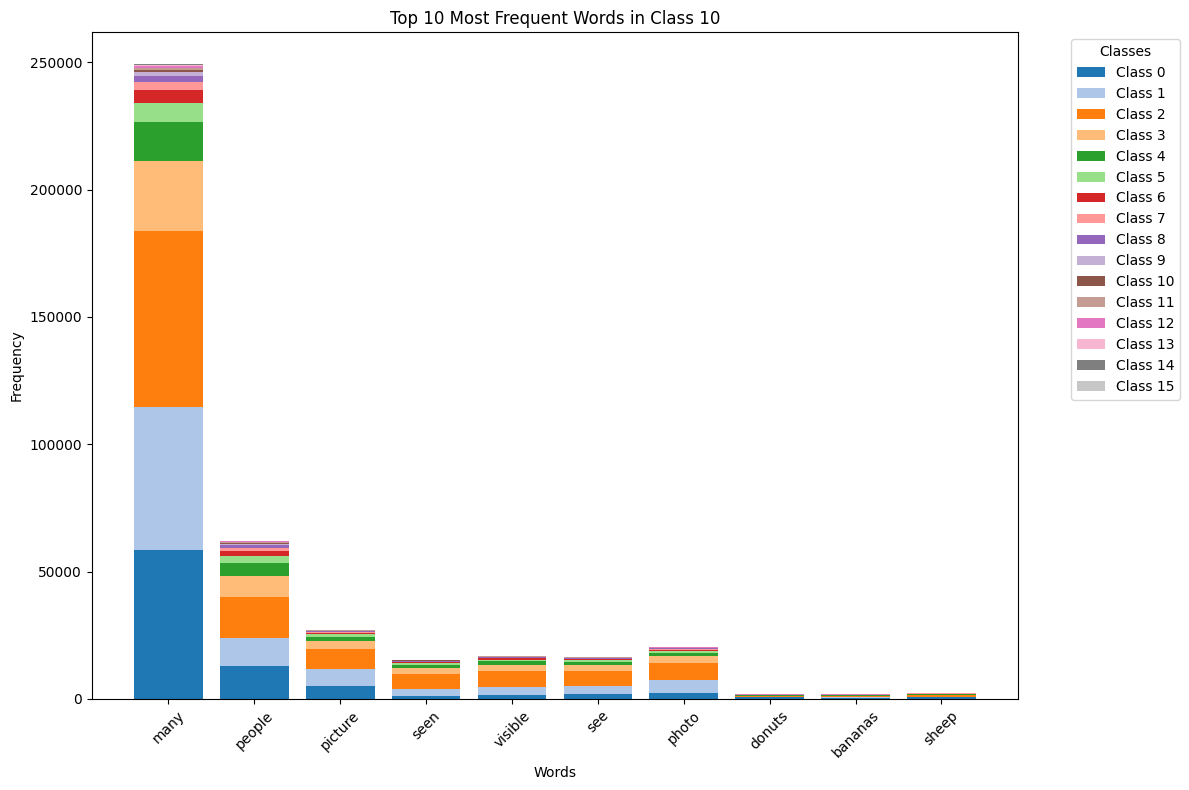 Top 10 Most Frequent Words in Class 10
Frequency
250000
200000
150000
100000
50000
0
many
people
picture
seen
visible
see
photo
donuts
bananas
sheep
Words
Classes
Class 0
Class 1
Class 2
Class 3
Class 4
Class 5
Class 6
Class 7
Class 8
Class 9
Class 10
Class 11
Class 12
Class 13
Class 14
Class 15